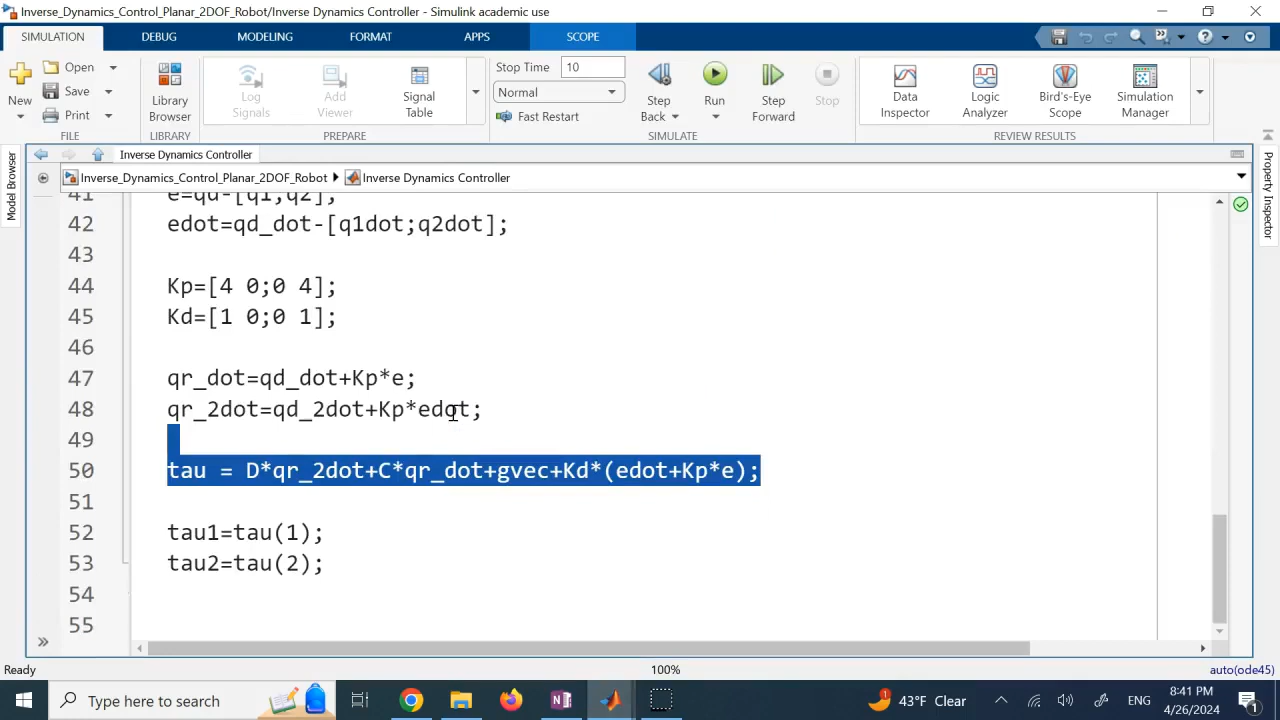 Inverse_Dynamics_Control_Planar_2DOF_Robot/Inverse Dynamics Controller - Simulink academic use
SIMULATION DEBUG MODELING FORMAT APPS SCOPE
New
Open
Save
Print
FILE
Library Browser
LIBRARY
Log Signals
Add Viewer
Signal Table
PREPARE
Stop Time 10
Normal
Fast Restart
Step Back
Run
Step Forward
Stop
SIMULATE
Data Inspector
Logic Analyzer
Bird's-Eye Scope
Simulation Manager
REVIEW RESULTS
Model Browser
Inverse Dynamics Controller
Inverse_Dynamics_Control_Planar_2DOF_Robot Inverse Dynamics Controller
Property Inspector
41 e=qd-[q1;q2];
42 edot=qd_dot-[q1dot;q2dot];
43
44 Kp=[4 0;0 4];
45 Kd=[1 0;0 1];
46
47 qr_dot=qd_dot+Kp*e;
48 qr_2dot=qd_2dot+Kp*edot;
49
50 tau = D*qr_2dot+C*qr_dot+gvec+Kd*(edot+Kp*e);
51
52 tau1=tau(1);
53 tau2=tau(2);
54
55
Ready 100% auto(ode45)
Type here to search
1
43°F Clear
ENG
8:41 PM
4/26/2024
1